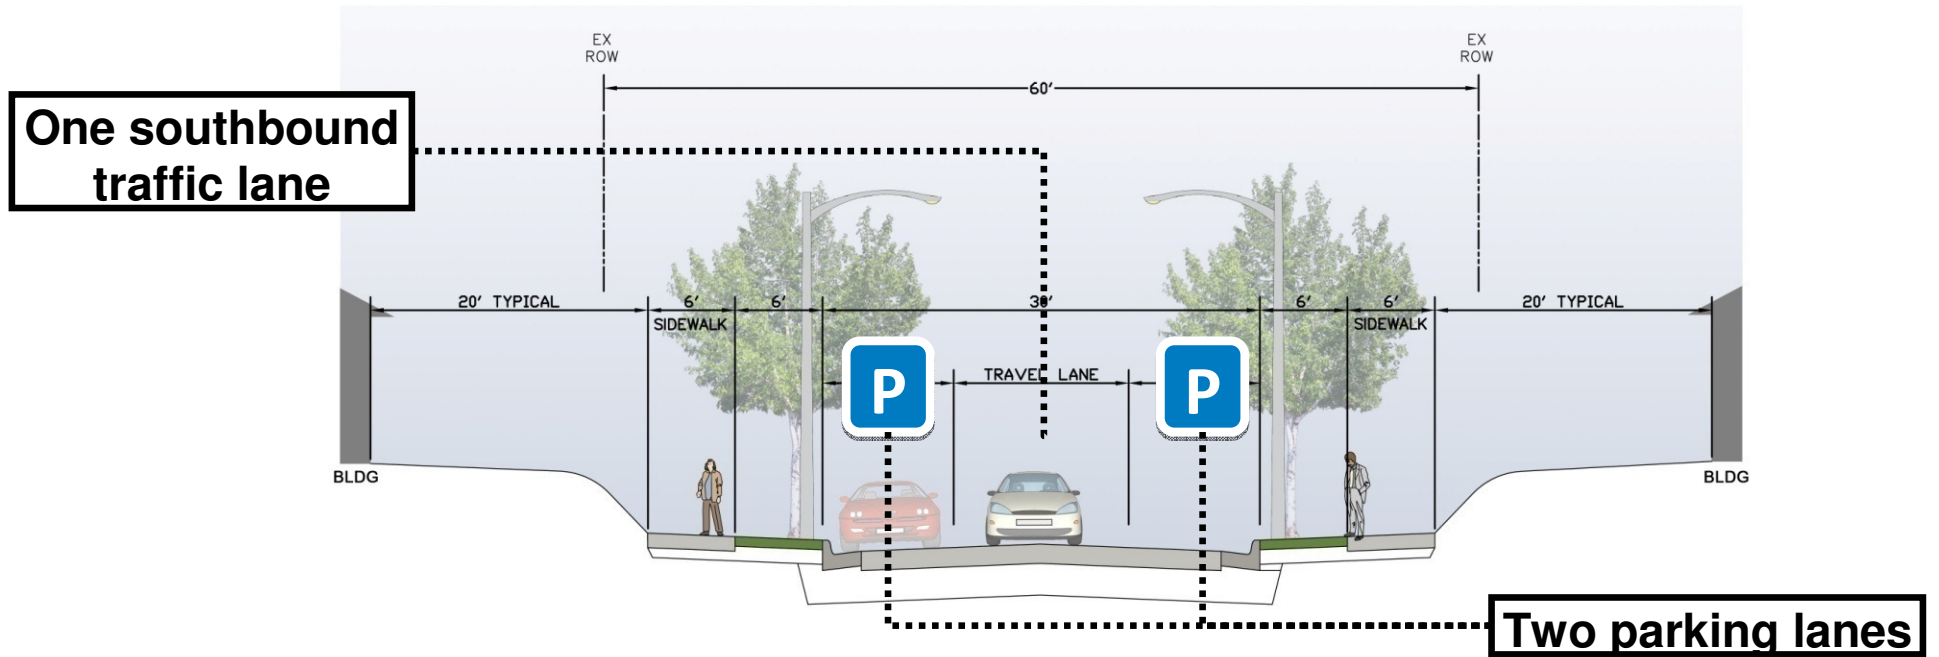 EX
ROW
EX
ROW
60'
One southbound
traffic lane
20' TYPICAL
6'
6'
30'
6'
6'
20' TYPICAL
SIDEWALK
SIDEWALK
TRAVEL LANE
P
P
BLDG
BLDG
Two parking lanes